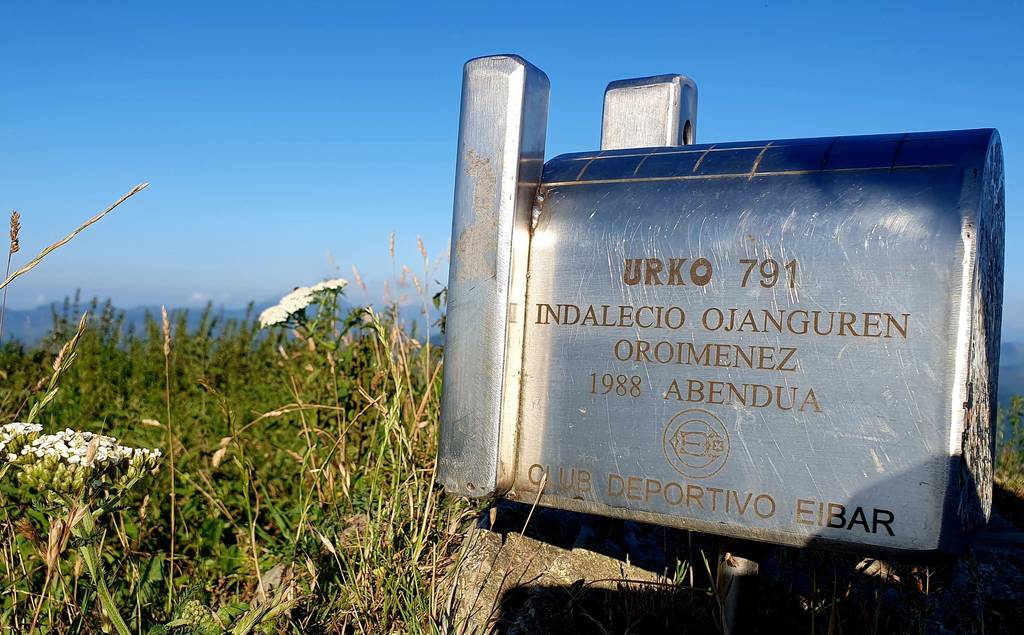 URKO 791
INDALECIO OJANGUREN
OROIMENEZ
1988 ABENDUA
CLUB DEPORTIVO EIBAR